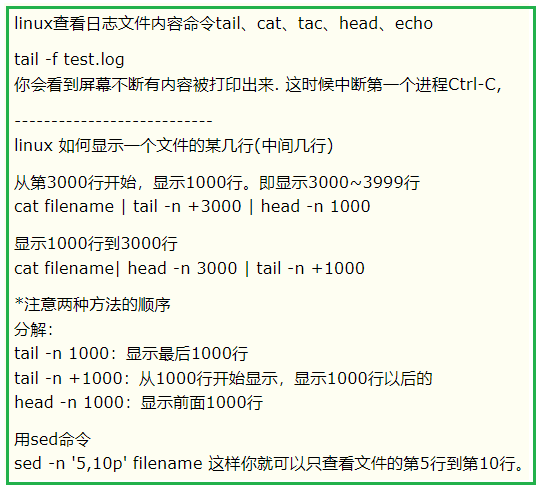 linux查看日志文件内容命令tail、cat、tac、head、echo
tail -f test.log
你会看到屏幕不断有内容被打印出来. 这时候中断第一个进程Ctrl-C,
---------------------------
linux 如何显示一个文件的某几行(中间几行)
从第3000行开始，显示1000行。即显示3000~3999行
cat filename | tail -n +3000 | head -n 1000
显示1000行到3000行
cat filename| head -n 3000 | tail -n +1000
*注意两种方法的顺序
分解：
tail -n 1000：显示最后1000行
tail -n +1000：从1000行开始显示，显示1000行以后的
head -n 1000：显示前面1000行
用sed命令
sed -n '5,10p' filename 这样你就可以只查看文件的第5行到第10行。